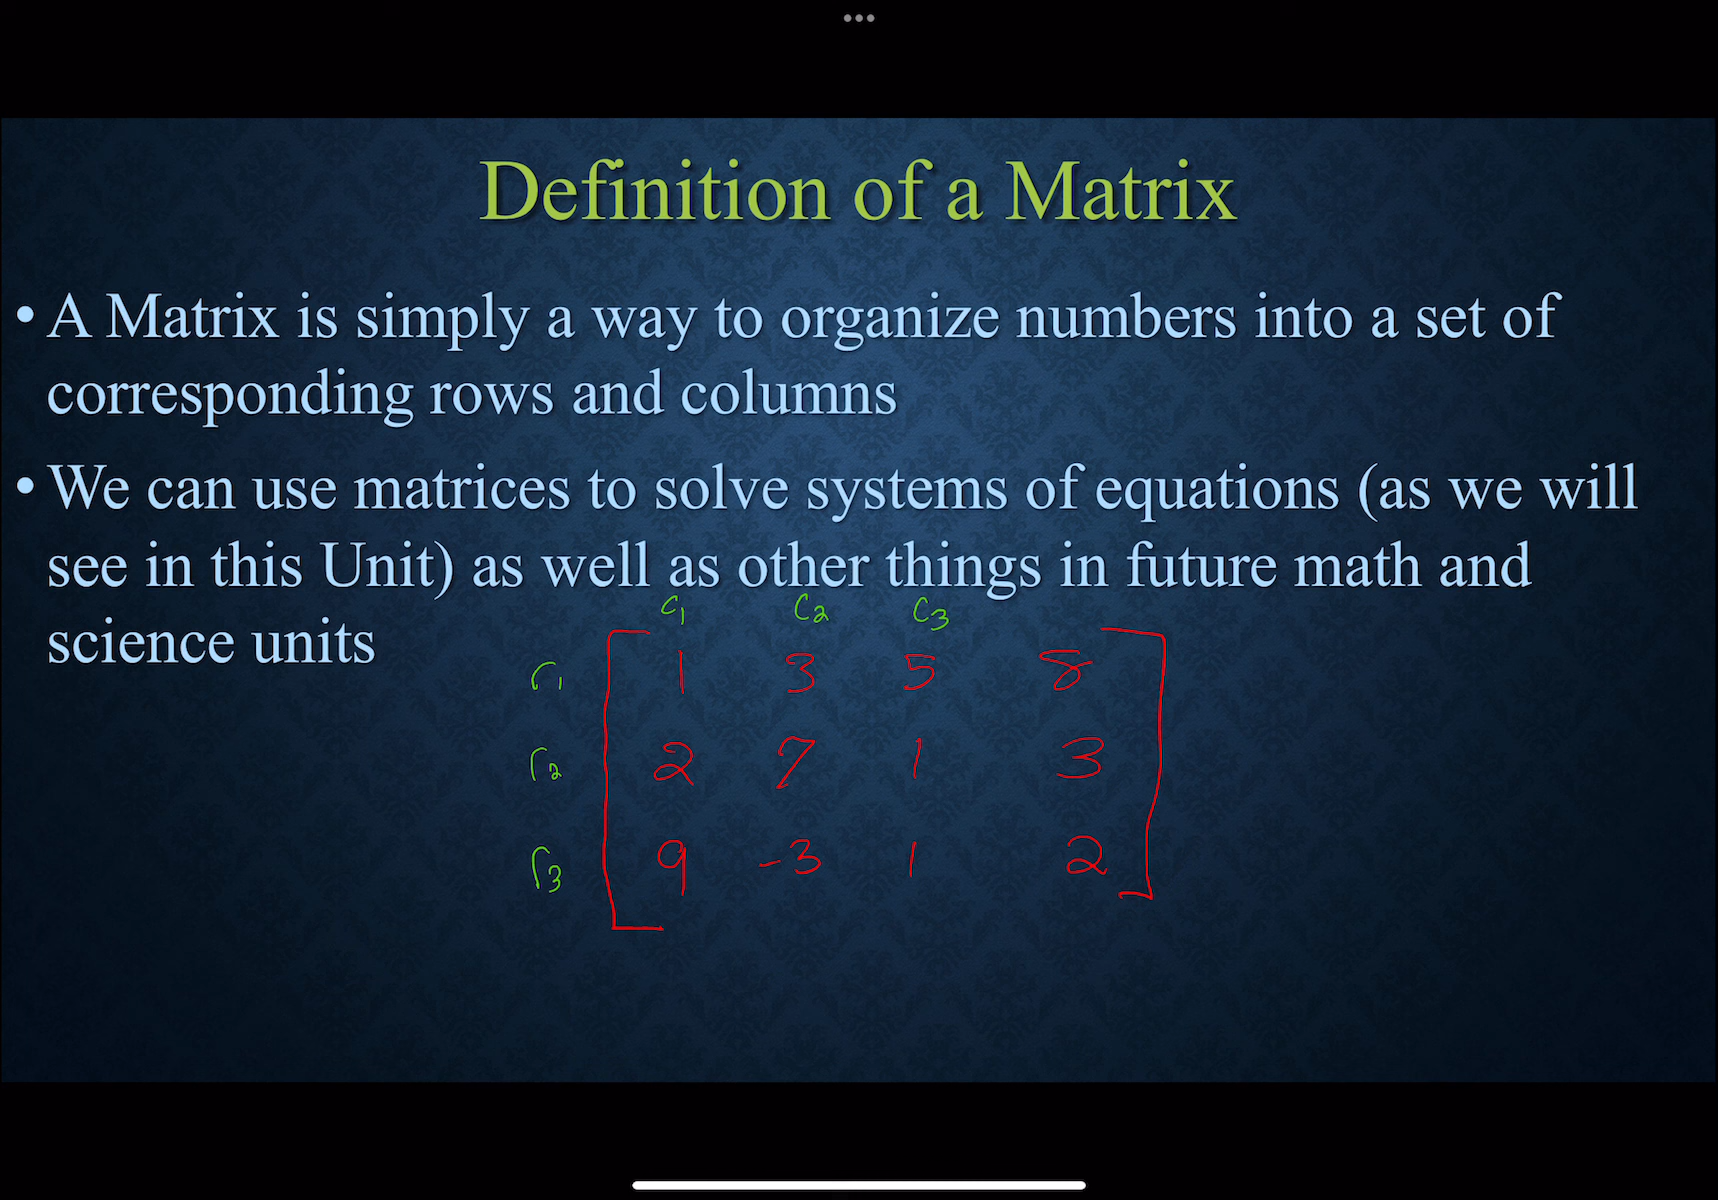 Definition of a Matrix
• A Matrix is simply a way to organize numbers into a set of
corresponding rows and columns
• We can use matrices to solve systems of equations (as we will
see in this Unit) as well as other things in future math and
science units
c₁ c₂ c₃
r₁ 1 3 5 8
r₂ 2 7 1 3
r₃ 9 -3 1 2